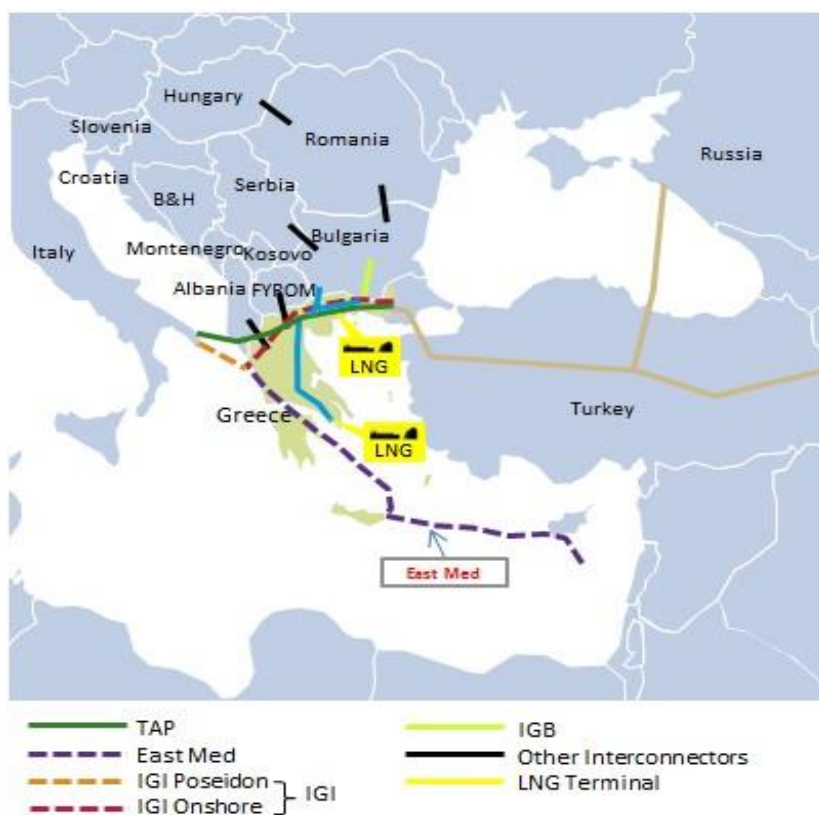 Hungary
Slovenia
Romania
Russia
Croatia
Serbia
B&H
Bulgaria
Italy
Montenegro
Kosovo
Albania
FYROM
LNG
Turkey
Greece
LNG
East Med
TAP
East Med
IGI Poseidon
IGI
IGI Onshore
IGB
Other Interconnectors
LNG Terminal